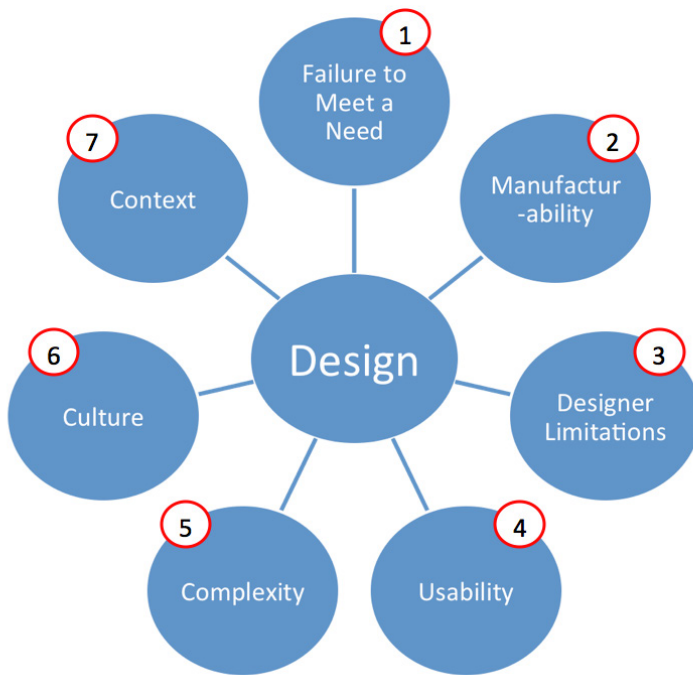 1
Failure to
Meet a
Need
2
Manufactur
-ability
3
Designer
Limitations
4
Usability
5
Complexity
6
Culture
7
Context
Design